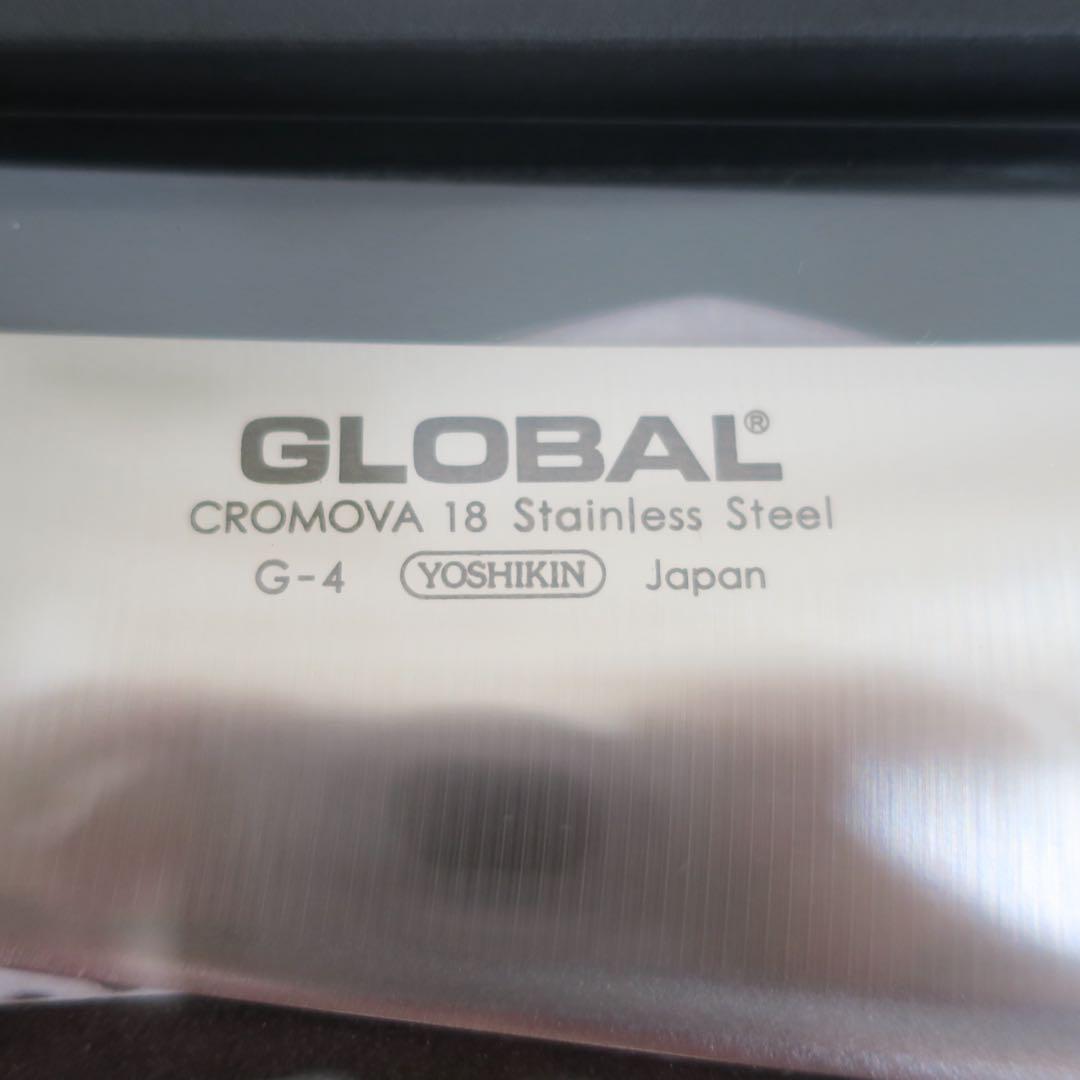 GLOBAL®
CROMOVA 18 Stainless Steel
G-4 YOSHIKIN Japan